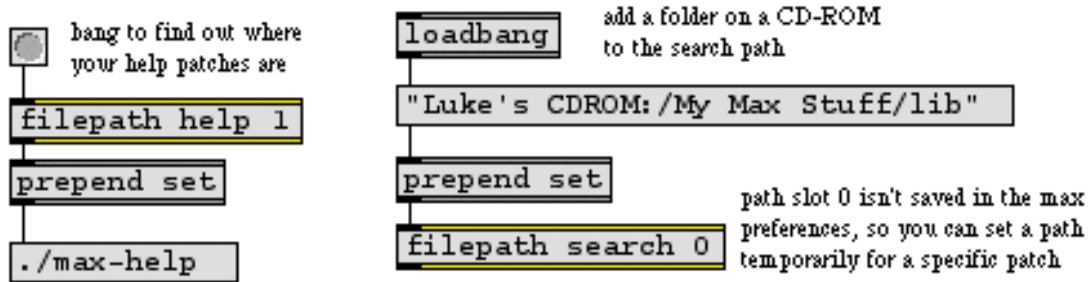 bang to find out where
your help patches are
filepath help 1
prepend set
./max-help
loadbang
add a folder on a CD-ROM
to the search path
"Luke's CDROM:/My Max Stuff/lib"
prepend set
filepath search 0
path slot 0 isn't saved in the max
preferences, so you can set a path
temporarily for a specific patch